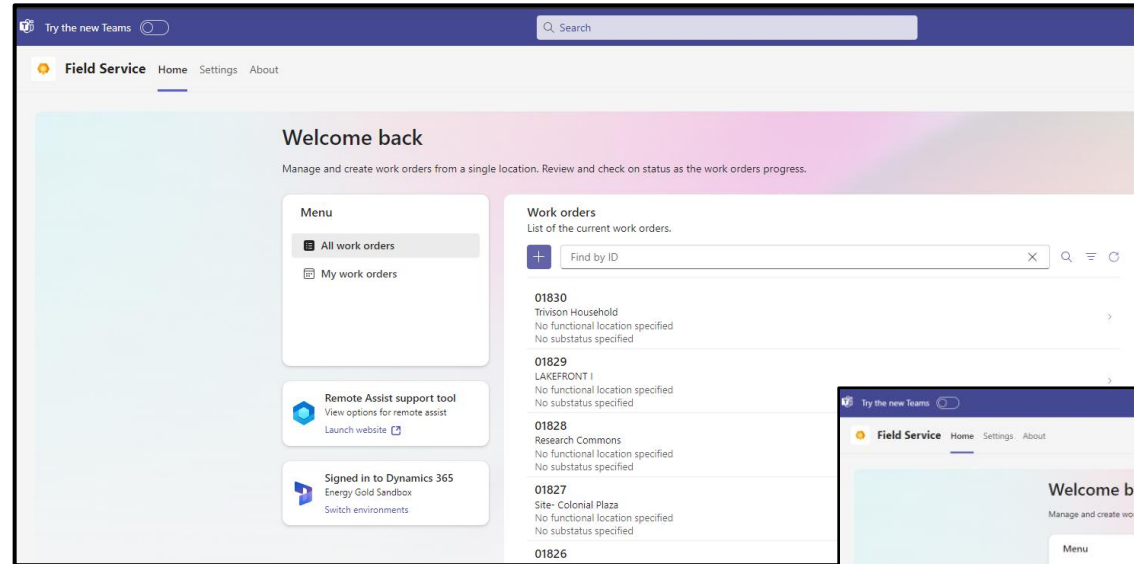 Try the new Teams
Search
Field Service Home Settings About
Welcome back
Manage and create work orders from a single location. Review and check on status as the work orders progress.
Menu
All work orders
My work orders
Remote Assist support tool
View options for remote assist
Launch website
Signed in to Dynamics 365
Energy Gold Sandbox
Switch environments
Work orders
List of the current work orders.
Find by ID
01830
Trivison Household
No functional location specified
No substatus specified
01829
LAKEFRONT I
No functional location specified
No substatus specified
01828
Research Commons
No functional location specified
No substatus specified
01827
Site- Colonial Plaza
No functional location specified
No substatus specified
01826
Try the new Teams
Field Service Home Settings About
Welcome b
Manage and create wo
Menu